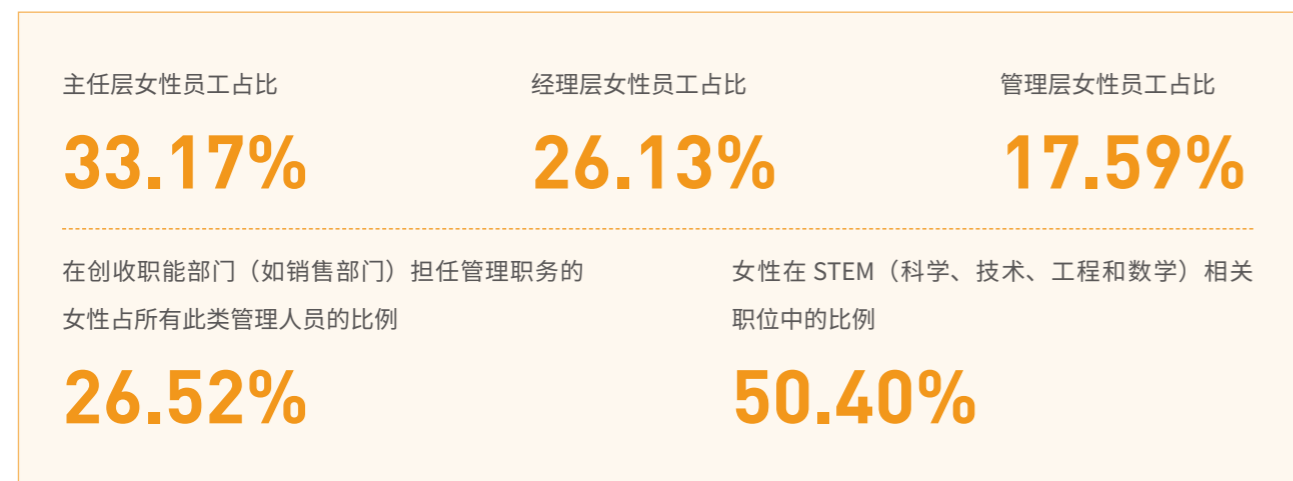 主任层女性员工占比
经理层女性员工占比
管理层女性员工占比
33.17%
26.13%
17.59%
在创收职能部门（如销售部门）担任管理职务的
女性占所有此类管理人员的比例
26.52%
女性在 STEM（科学、技术、工程和数学）相关
职位中的比例
50.40%